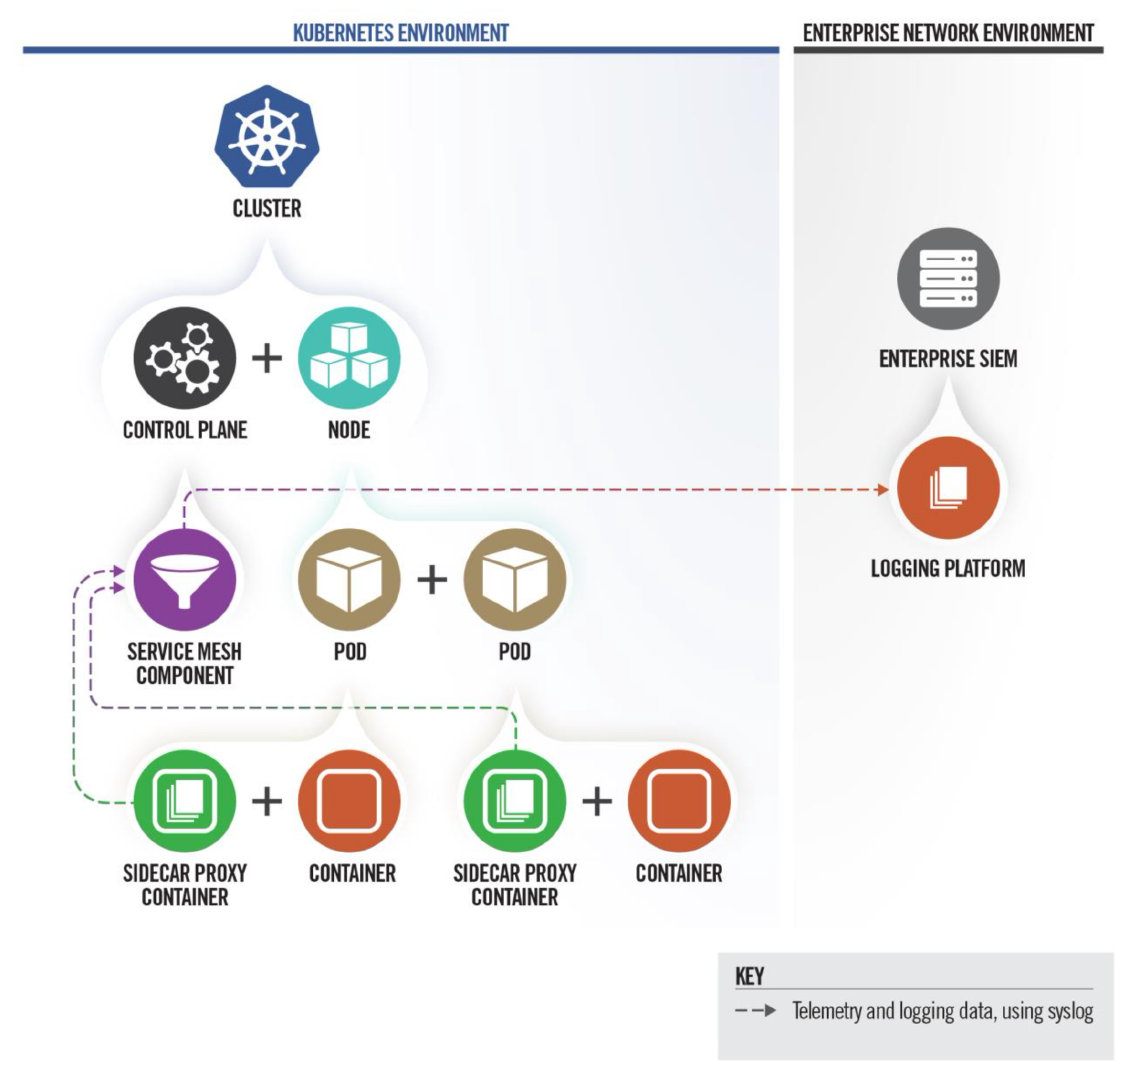 KUBERNETES ENVIRONMENT
ENTERPRISE NETWORK ENVIRONMENT
CLUSTER
ENTERPRISE SIEM
CONTROL PLANE
NODE
LOGGING PLATFORM
SERVICE MESH
COMPONENT
POD
POD
SIDECAR PROXY
CONTAINER
CONTAINER
SIDECAR PROXY
CONTAINER
CONTAINER
KEY
Telemetry and logging data, using syslog